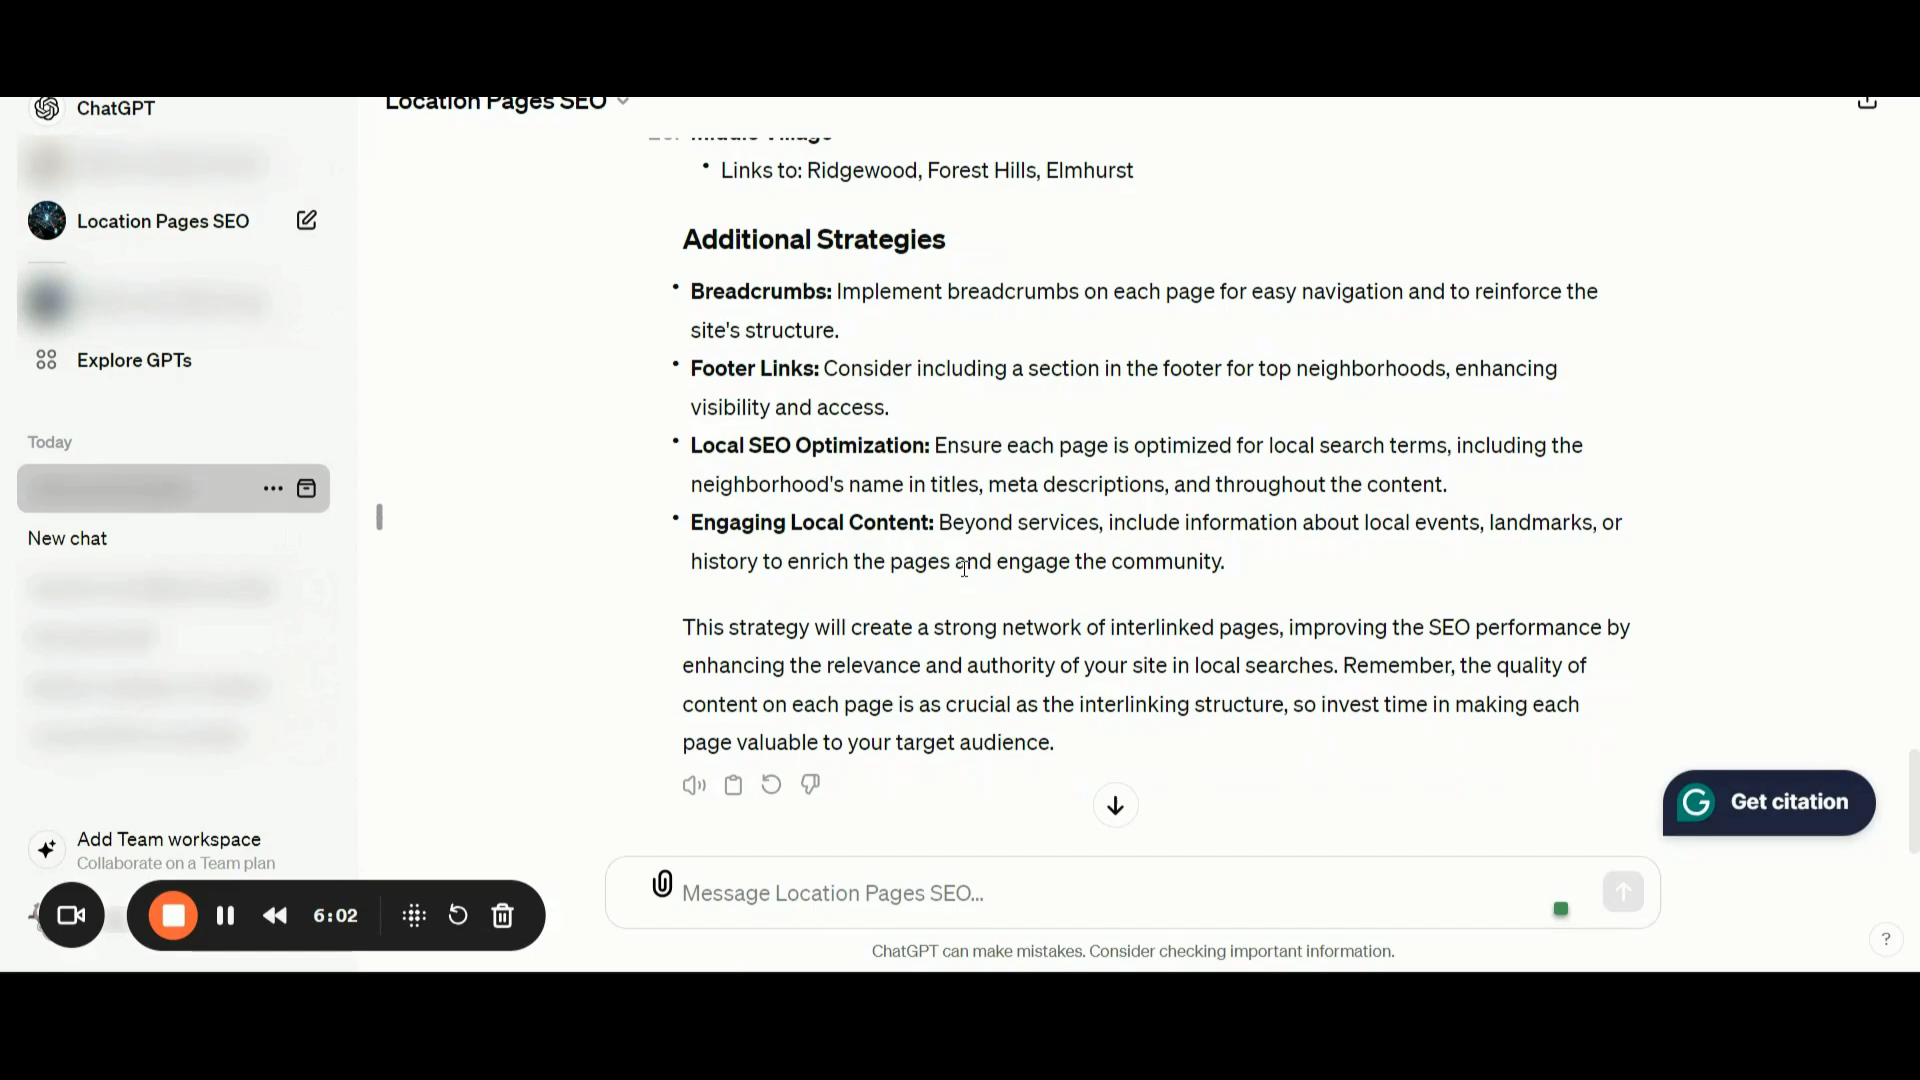 ChatGPT
Location Pages SEO
Explore GPTs
Today
New chat
Add Team workspace
Collaborate on a Team plan
6:02
Location Pages SEO
Middle Village
• Links to: Ridgewood, Forest Hills, Elmhurst
Additional Strategies
• Breadcrumbs: Implement breadcrumbs on each page for easy navigation and to reinforce the
site's structure.
• Footer Links: Consider including a section in the footer for top neighborhoods, enhancing
visibility and access.
• Local SEO Optimization: Ensure each page is optimized for local search terms, including the
neighborhood's name in titles, meta descriptions, and throughout the content.
• Engaging Local Content: Beyond services, include information about local events, landmarks, or
history to enrich the pages and engage the community.
This strategy will create a strong network of interlinked pages, improving the SEO performance by
enhancing the relevance and authority of your site in local searches. Remember, the quality of
content on each page is as crucial as the interlinking structure, so invest time in making each
page valuable to your target audience.
Get citation
Message Location Pages SEO...
ChatGPT can make mistakes. Consider checking important information.
?